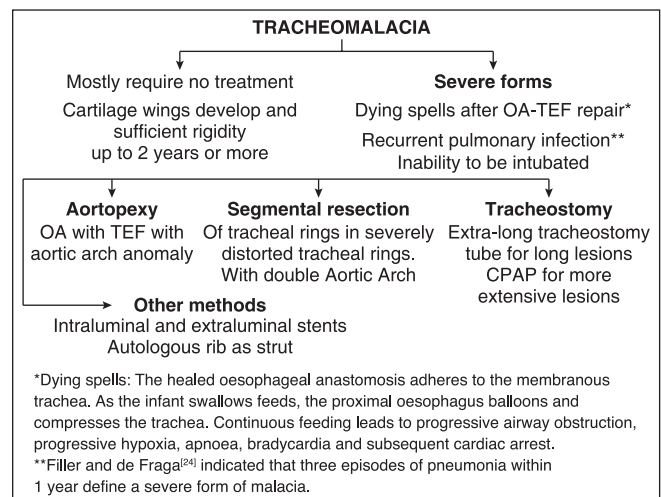 TRACHEOMALACIA
Mostly require no treatment
Cartilage wings develop and
sufficient rigidity
up to 2 years or more
Severe forms
Dying spells after OA-TEF repair*
Recurrent pulmonary infection**
Inability to be intubated
Aortopexy
OA with TEF with
aortic arch anomaly
Segmental resection
Of tracheal rings in severely
distorted tracheal rings.
With double Aortic Arch
Tracheostomy
Extra-long tracheostomy
tube for long lesions
CPAP for more
extensive lesions
Other methods
Intraluminal and extraluminal stents
Autologous rib as strut
*Dying spells: The healed oesophageal anastomosis adheres to the membranous
trachea. As the infant swallows feeds, the proximal oesophagus balloons and
compresses the trachea. Continuous feeding leads to progressive airway obstruction,
progressive hypoxia, apnoea, bradycardia and subsequent cardiac arrest.
**Filler and de Fraga[24] indicated that three episodes of pneumonia within
1 year define a severe form of malacia.